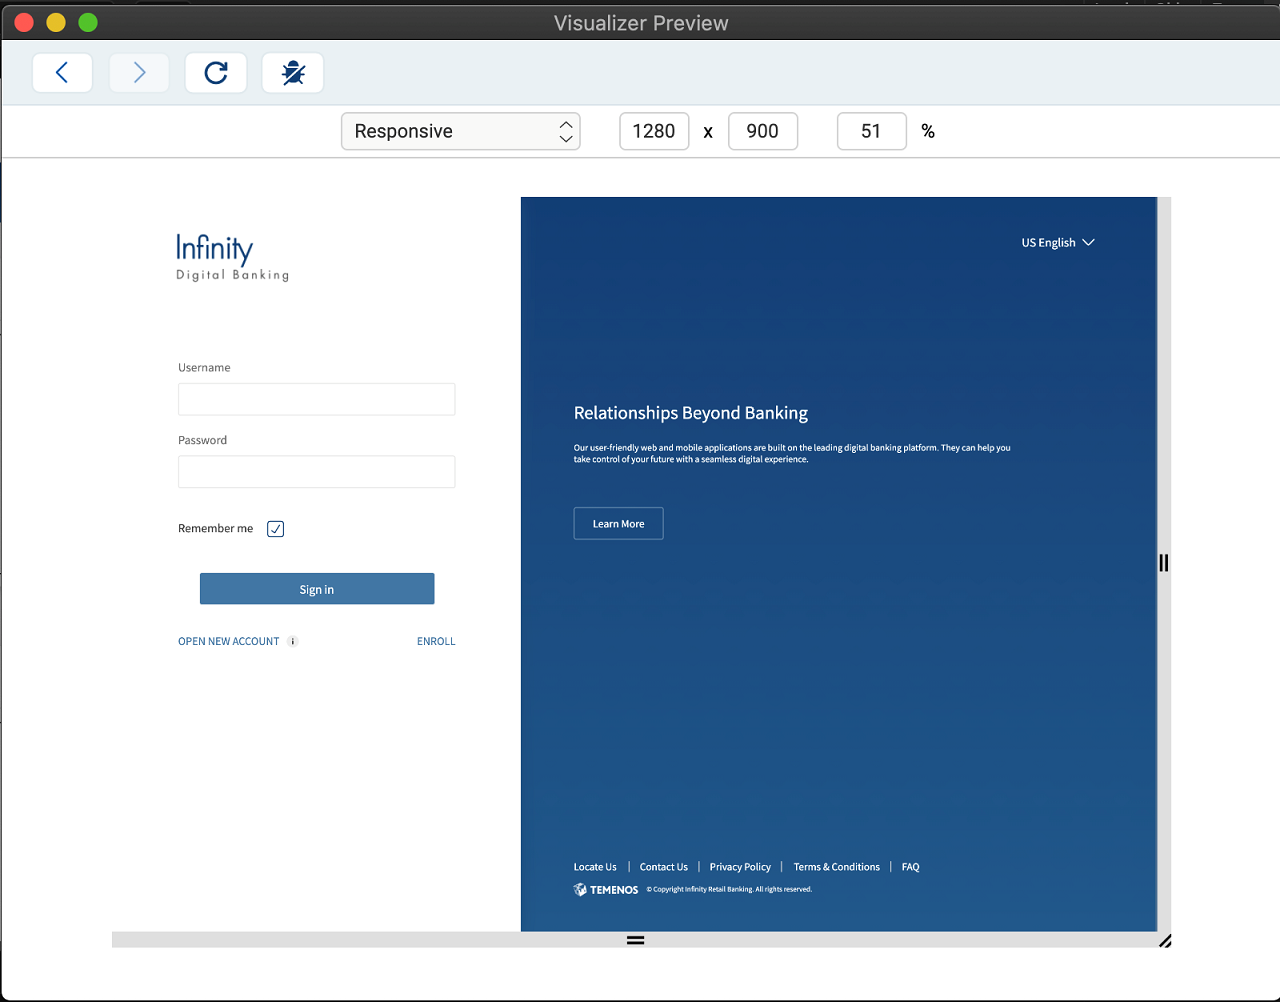 Visualizer Preview
Responsive
1280 x 900
51 %
Infinity
Digital Banking
US English
Username
Password
Remember me
Sign in
OPEN NEW ACCOUNT i
ENROLL
Relationships Beyond Banking
Our user-friendly web and mobile applications are built on the leading digital banking platform. They can help you
take control of your future with a seamless digital experience.
Learn More
Locate Us | Contact Us | Privacy Policy | Terms & Conditions | FAQ
TEMENOS © Copyright Infinity Retail Banking. All rights reserved.